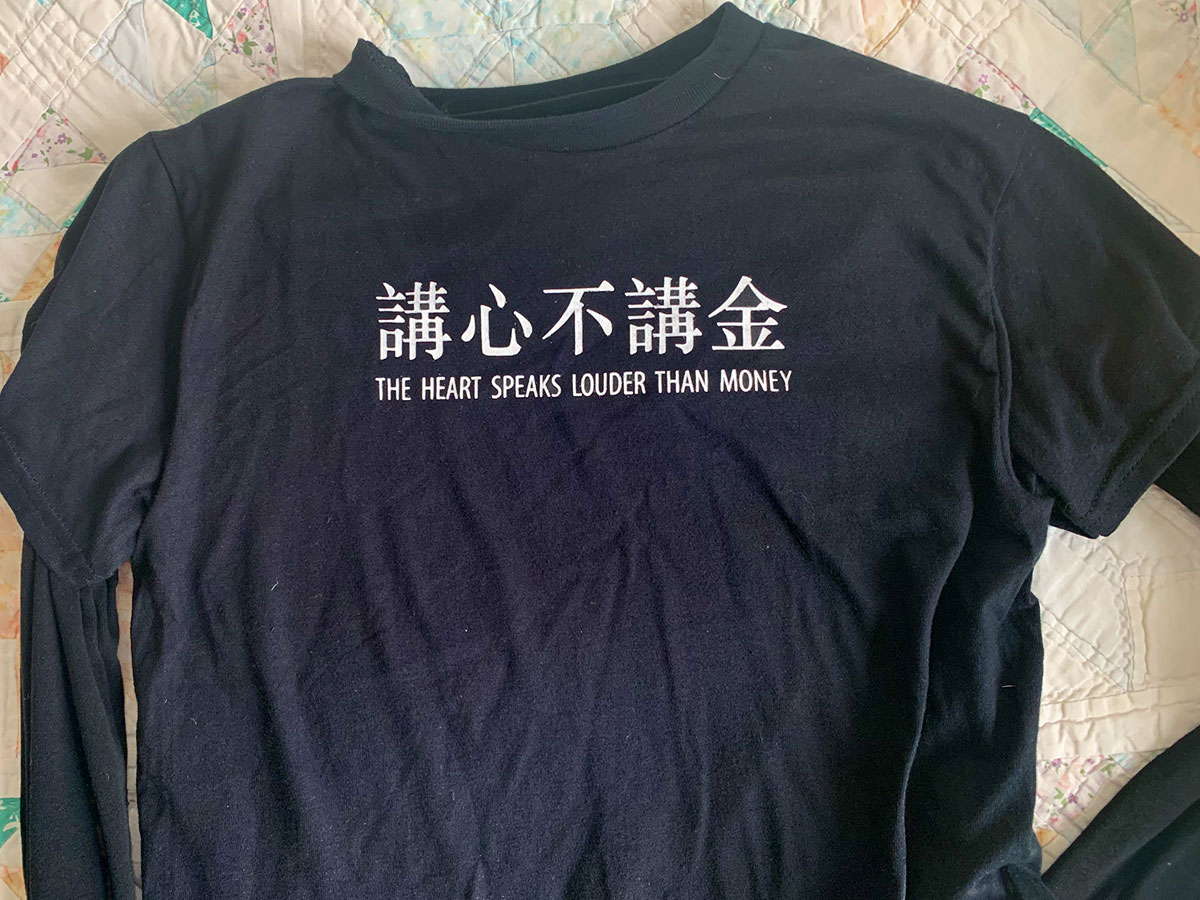 講心不講金
THE HEART SPEAKS LOUDER THAN MONEY